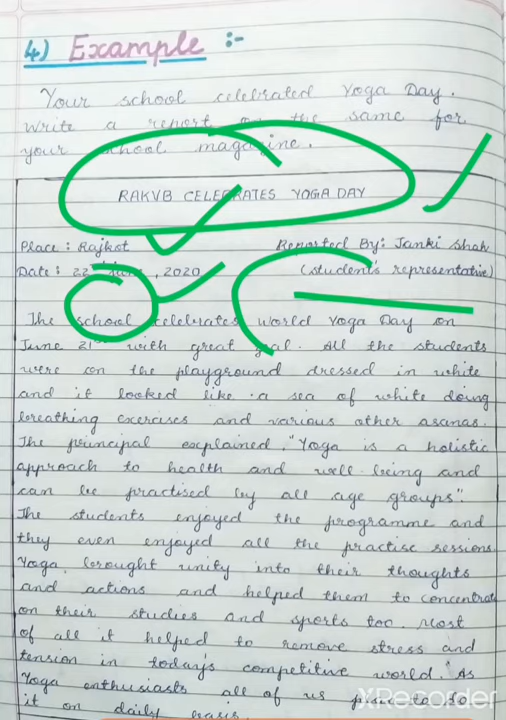 4) Example :-
Your school celebrated Yoga Day.
Write a report on the same for
your school magazine.
RAKVB CELEBRATES YOGA DAY
Place : Rajkot Reported By: Janki Shah
Date : 22 June, 2020 (student's representative)
The school celebrates World Yoga Day on
June 21 with great zeal. All the students
were on the playground dressed in white
and it looked like a sea of white doing
breathing exercises and various other asanas.
The principal explained, "Yoga is a holistic
approach to health and well-being and
can be practised by all age groups".
The students enjoyed the programme and
they even enjoyed all the practise sessions.
Yoga brought unity into their thoughts
and actions and helped them to concentrate
on their studies and sports too. Most
of all it helped to remove stress and
tension in today's competitive world. As
Yoga enthusiasts all of us plan to do
it on daily basis.
XRecorder